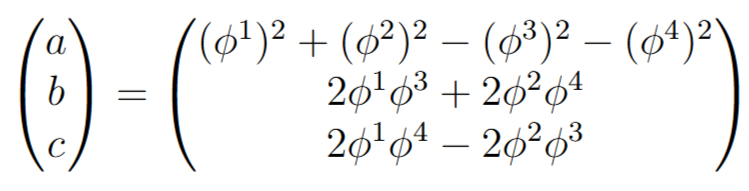 a (ϕ¹)² + (ϕ²)² − (ϕ³)² − (ϕ⁴)²
b = 2ϕ¹ϕ³ + 2ϕ²ϕ⁴
c 2ϕ¹ϕ⁴ − 2ϕ²ϕ³